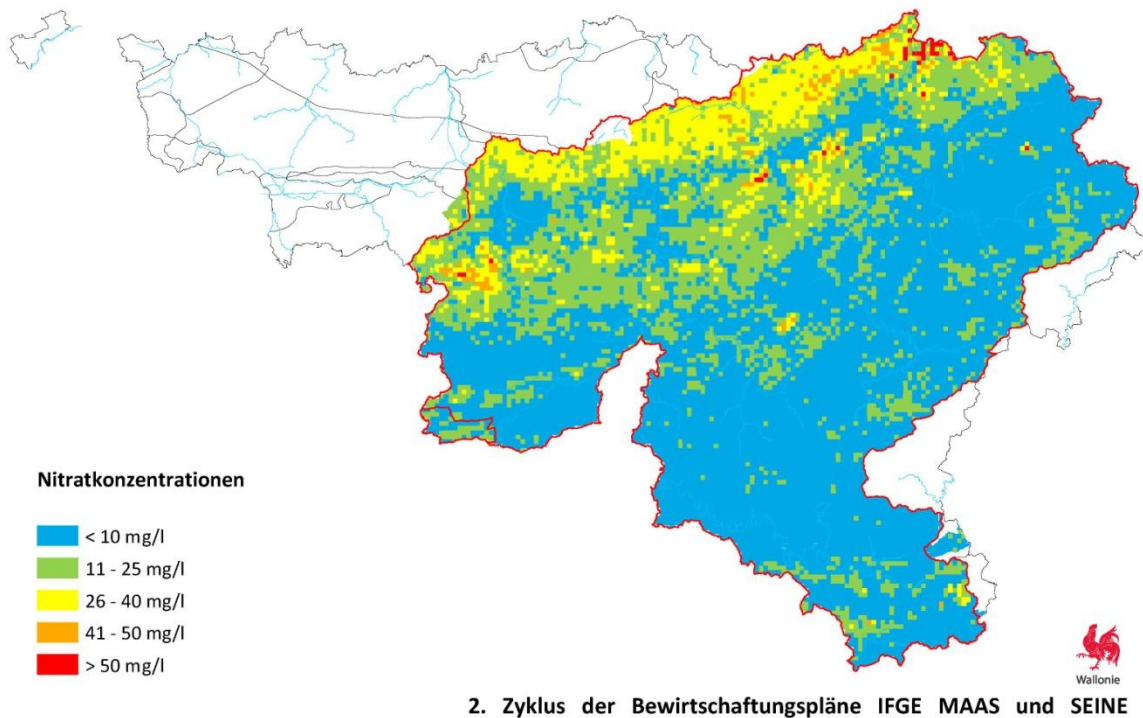 Nitratkonzentrationen
< 10 mg/l
11 - 25 mg/l
26 - 40 mg/l
41 - 50 mg/l
> 50 mg/l
Wallonie
2. Zyklus der Bewirtschaftungspläne IFGE MAAS und SEINE